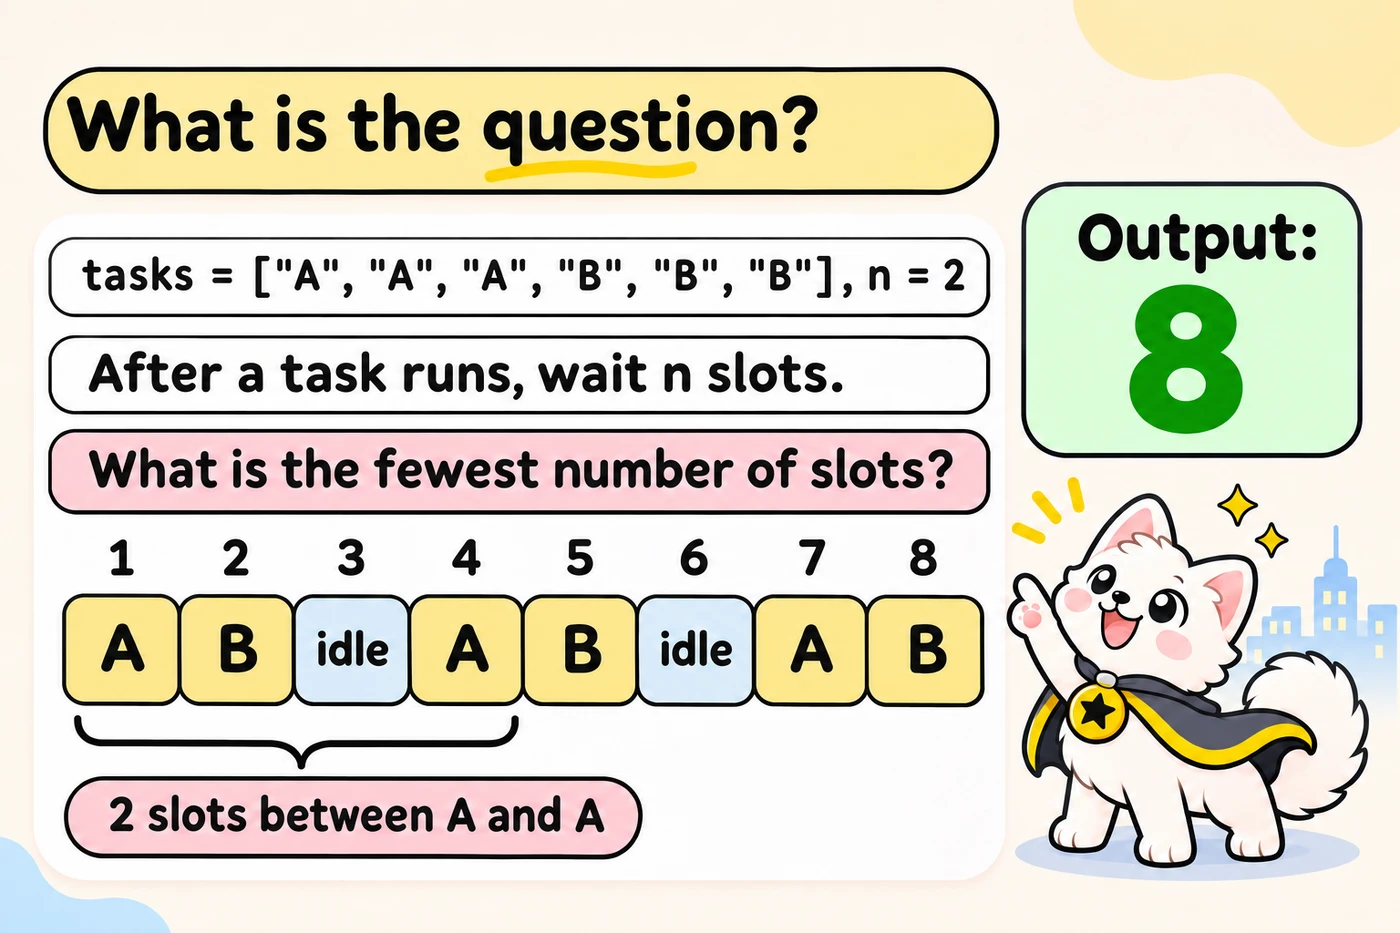 What is the question?
tasks = ["A", "A", "A", "B", "B", "B"], n = 2
After a task runs, wait n slots.
What is the fewest number of slots?
1 2 3 4 5 6 7 8
A B idle A B idle A B
2 slots between A and A
Output:
8